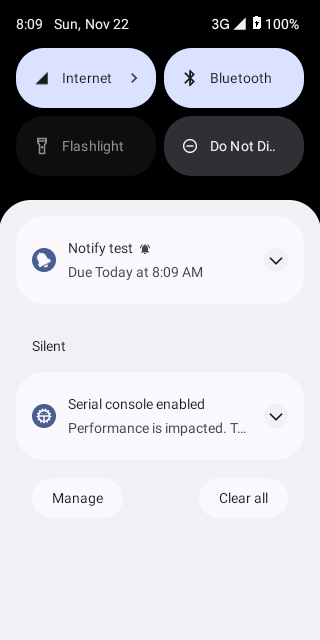 8:09 Sun, Nov 22 3G 100%
Internet Bluetooth
Flashlight Do Not Di..
Notify test
Due Today at 8:09 AM
Silent
Serial console enabled
Performance is impacted. T...
Manage Clear all